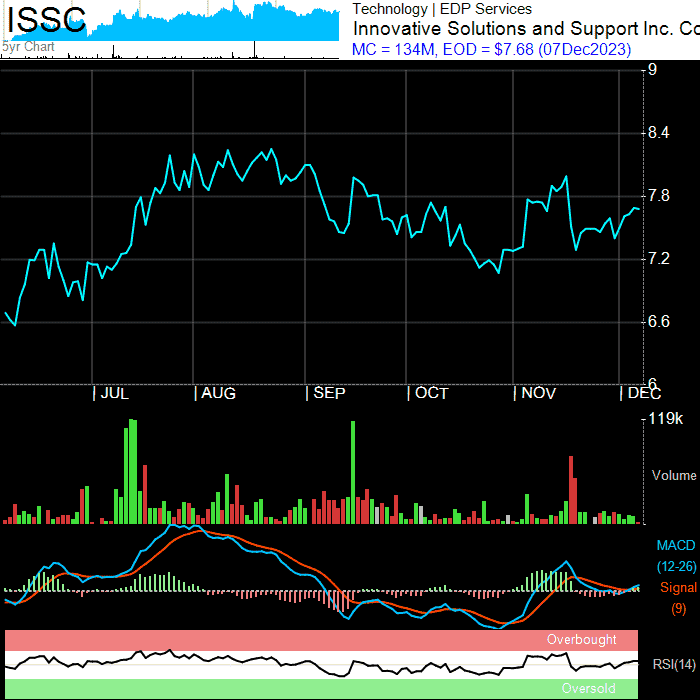 ISSC
5yr Chart
Technology | EDP Services
Innovative Solutions and Support Inc. Co
MC = 134M, EOD = $7.68 (07Dec2023)
9
8.4
7.8
7.2
6.6
6
| JUL | AUG | SEP | OCT | NOV | DEC
119k
Volume
MACD
(12-26)
Signal
(9)
Overbought
RSI(14)
Oversold